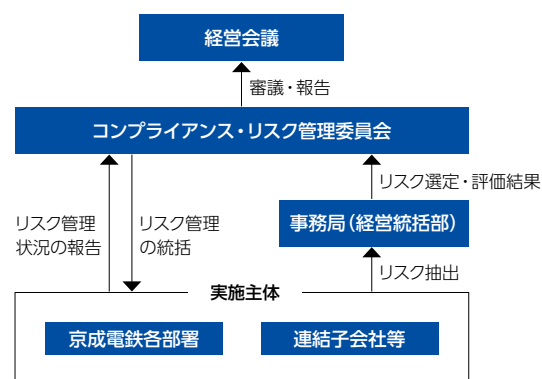 経営会議
審議・報告
コンプライアンス・リスク管理委員会
リスク選定・評価結果
リスク管理
状況の報告
リスク管理
の統括
事務局(経営統括部)
リスク抽出
実施主体
京成電鉄各部署
連結子会社等